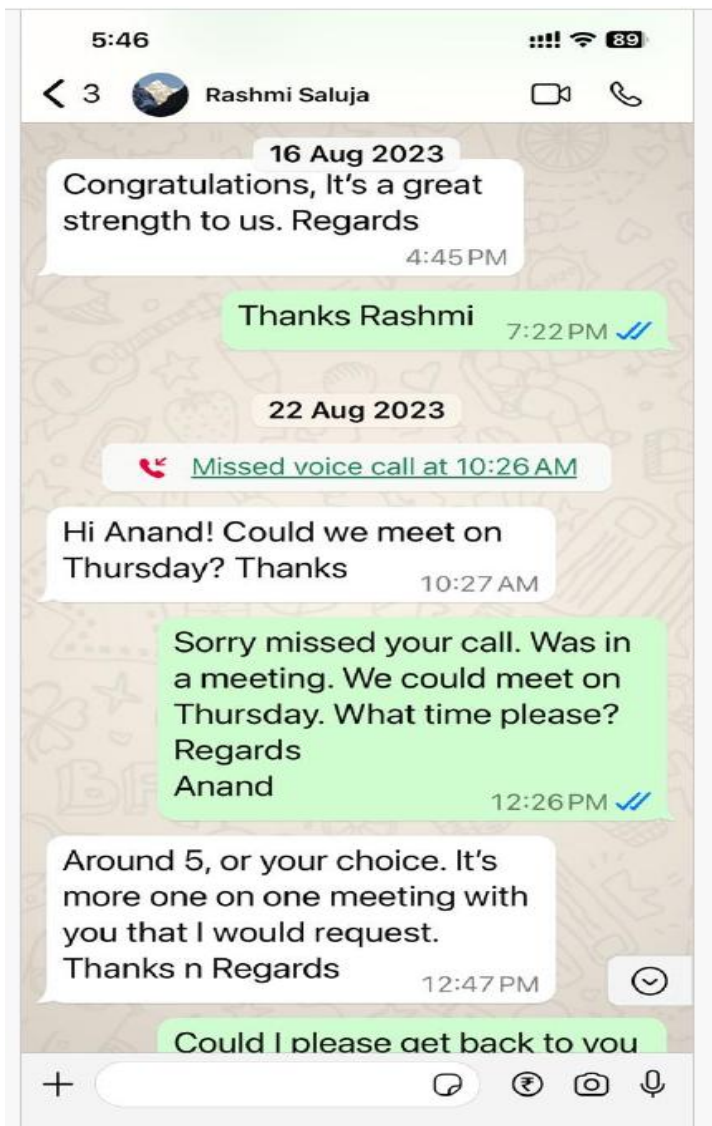 5:46
89
3
Rashmi Saluja
16 Aug 2023
Congratulations, It's a great
strength to us. Regards
4:45 PM
Thanks Rashmi
7:22 PM
22 Aug 2023
Missed voice call at 10:26 AM
Hi Anand! Could we meet on
Thursday? Thanks
10:27 AM
Sorry missed your call. Was in
a meeting. We could meet on
Thursday. What time please?
Regards
Anand
12:26 PM
Around 5, or your choice. It's
more one on one meeting with
you that I would request.
Thanks n Regards
12:47 PM
Could I please get back to you
₹